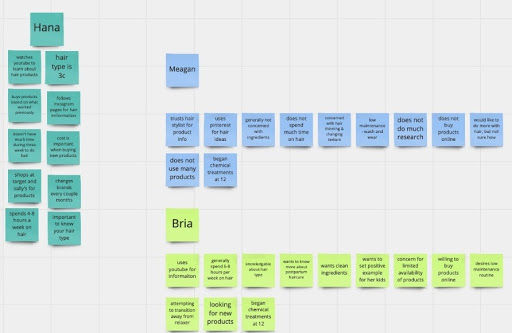 Hana
watches
youtube to
learn about
hair products
hair
type is
3c
buys products
based on what
worked
previously
follows
instagram
pages for hair
information
doesn't have
much time
during
week to do
hair
cost is
important
when buying
new products
shops at
target and
sally's for
products
changes
brands
every couple
months
spends 4-8
hours a
week on
hair
important
to know
your hair
type
Meagan
trusts hair
stylist for
product
info
uses
pinterest
for hair
ideas
generally not
concerned
with
ingredients
does not
spend
much time
on hair
concerned
with hair
thinning &
changing
texture
low
maintenance
wash and
wear
does not
do much
research
does not
buy
products
online
would like to
do more with
hair, but not
sure how
does not
use many
products
began
chemical
treatments
at 12
Bria
uses
youtube for
information
generally
spend 6-8
hours per
week on hair
knowledgable
about hair
type
wants to know
more about
postpartum
haircare
wants clean
ingredients
wants to
set positive
example
for her kids
concern for
limited
availability
of products
willing to
buy
products
online
desires low
maintenance
routine
attempting
to transition
away from
relaxer
looking
for new
products
began
chemical
treatments
at 12